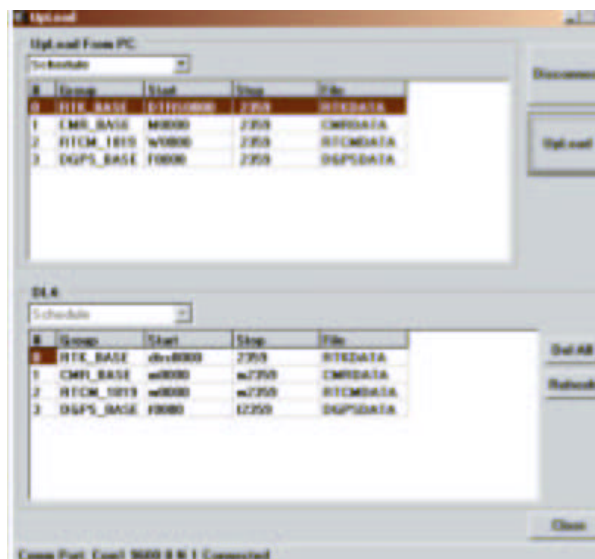 UpLoad
UpLoad From PC
Schedule
# Group Start Stop File
0 RTK_BASE 2359 RTKDATA
1 CMR_BASE M0000 2359 CMRDATA
2 RTCM_1819 W0000 2359 RTCMDATA
3 DGPS_BASE F0000 2359 DGPSDATA
Disconnect
UpLoad
DL4
Schedule
# Group Start Stop File
0 RTK_BASE 2359 RTKDATA
1 CMR_BASE m0000 m2359 CMRDATA
2 RTCM_1819 w0000 w2359 RTCMDATA
3 DGPS_BASE f0000 f2359 DGPSDATA
Del All
Refresh
Close
Comm Port Com1 9600 8 N 1 Connected